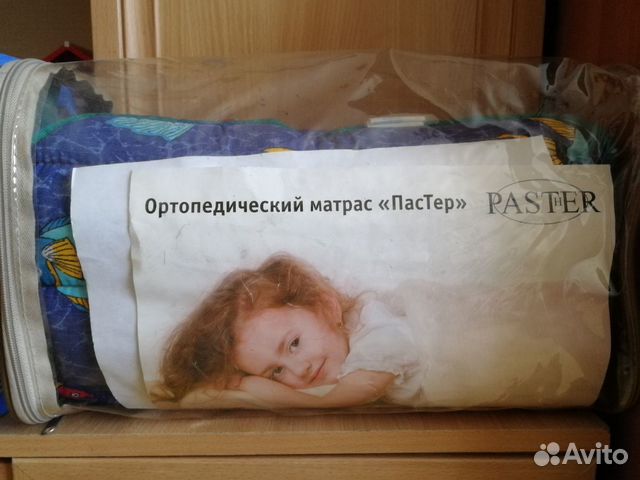 Ортопедический матрас «ПасТер»
PASTER
Avito